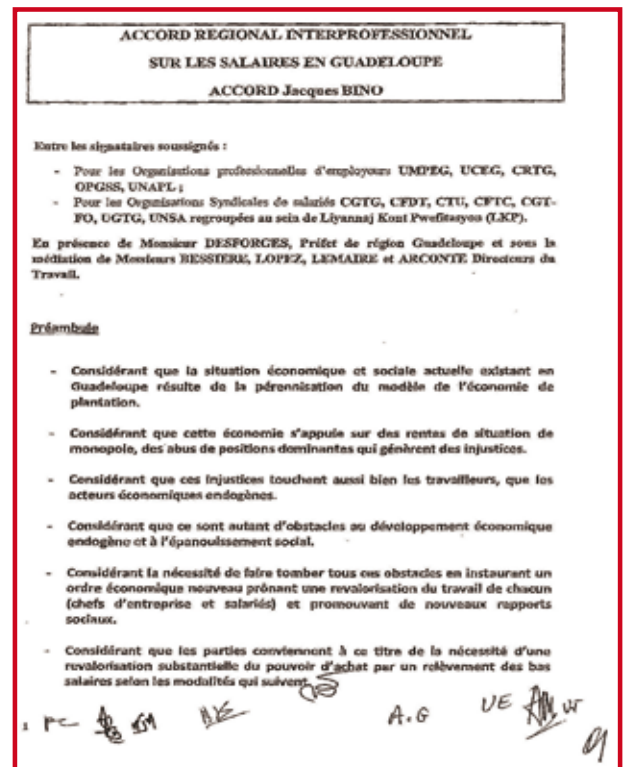 ACCORD REGIONAL INTERPROFESSIONNEL
SUR LES SALAIRES EN GUADELOUPE
ACCORD Jacques BINO
Entre les signataires soussignés :
- Pour les Organisations professionnelles d'employeurs UMPEG, UCEG, CRTG,
OPGSS, UNAPL ;
- Pour les Organisations Syndicales de salariés CGTG, CFDT, CTU, CFTC, CGT-
FO, UGTG, UNSA regroupées au sein de Liyannaj Kont Pwofitasyon (LKP).
En présence de Monsieur DESFORGES, Préfet de région Guadeloupe et sous la
médiation de Messieurs BESSIERE, LOPEZ, LEMAIRE et ARCONTE Directeurs du
Travail.
Préambule
- Considérant que la situation économique et sociale actuelle existant en
Guadeloupe résulte de la pérennisation du modèle de l'économie de
plantation.
- Considérant que cette économie s'appuie sur des rentes de situation de
monopole, des abus de positions dominantes qui génèrent des injustices.
- Considérant que ces injustices touchent aussi bien les travailleurs, que les
acteurs économiques endogènes.
- Considérant que ce sont autant d'obstacles au développement économique
endogène et à l'épanouissement social.
- Considérant la nécessité de faire tomber tous ces obstacles en instaurant un
ordre économique nouveau prônant une revalorisation du travail de chacun
(chefs d'entreprise et salariés) et promouvant de nouveaux rapports
sociaux.
- Considérant que les parties conviennent à ce titre de la nécessité d'une
revalorisation substantielle du pouvoir d'achat par un relèvement des bas
salaires selon les modalités qui suivent
A.G UE